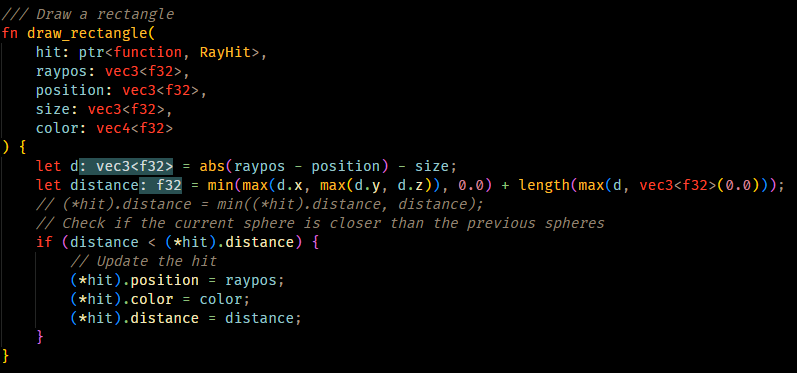 /// Draw a rectangle
fn draw_rectangle(
    hit: ptr<function, RayHit>,
    raypos: vec3<f32>,
    position: vec3<f32>,
    size: vec3<f32>,
    color: vec4<f32>
) {
    let d: vec3<f32> = abs(raypos - position) - size;
    let distance: f32 = min(max(d.x, max(d.y, d.z)), 0.0) + length(max(d, vec3<f32>(0.0)));
    // (*hit).distance = min((*hit).distance, distance);
    // Check if the current sphere is closer than the previous spheres
    if (distance < (*hit).distance) {
        // Update the hit
        (*hit).position = raypos;
        (*hit).color = color;
        (*hit).distance = distance;
    }
}